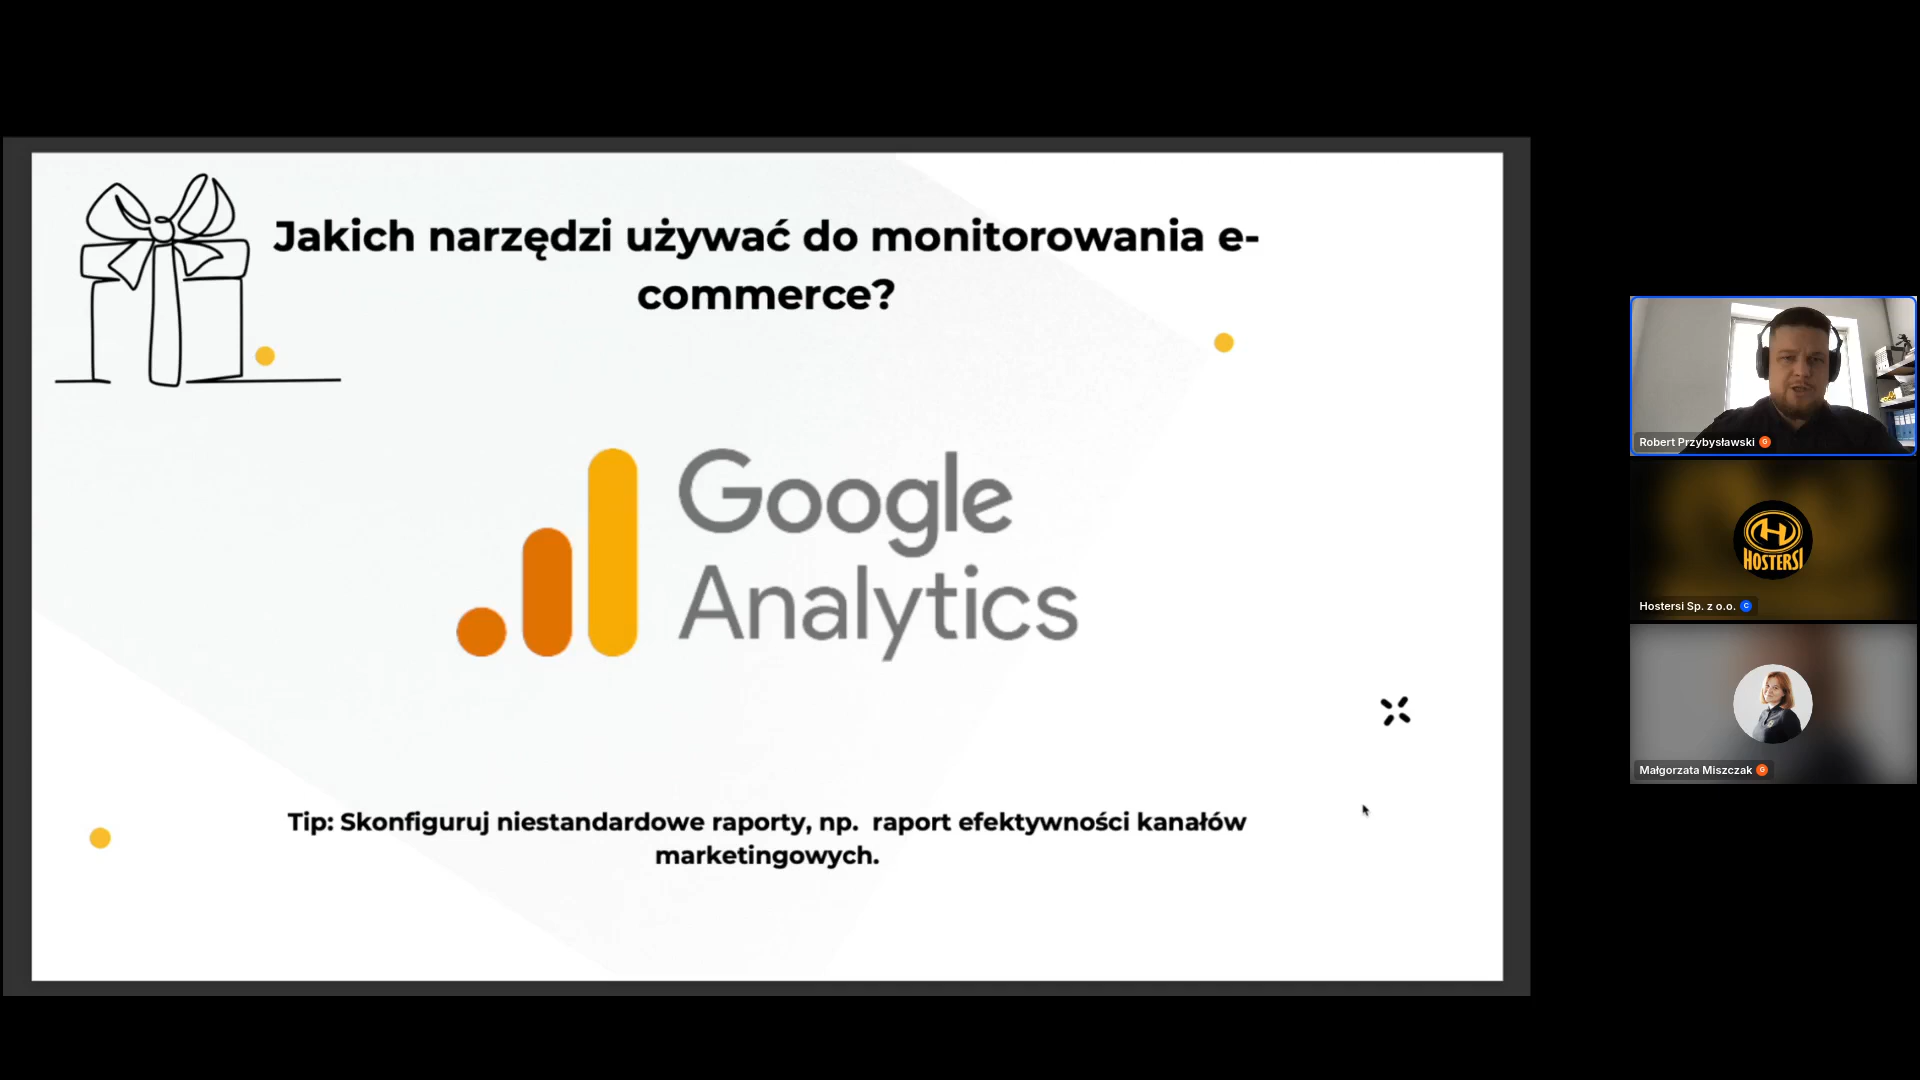 Jakich narzędzi używać do monitorowania e-
commerce?
Google
Analytics
Tip: Skonfiguruj niestandardowe raporty, np.  raport efektywności kanałów
marketingowych.
Robert Przybysławski G
HOSTERSI
Hostersi Sp. z o.o. C
Małgorzata Miszczak G